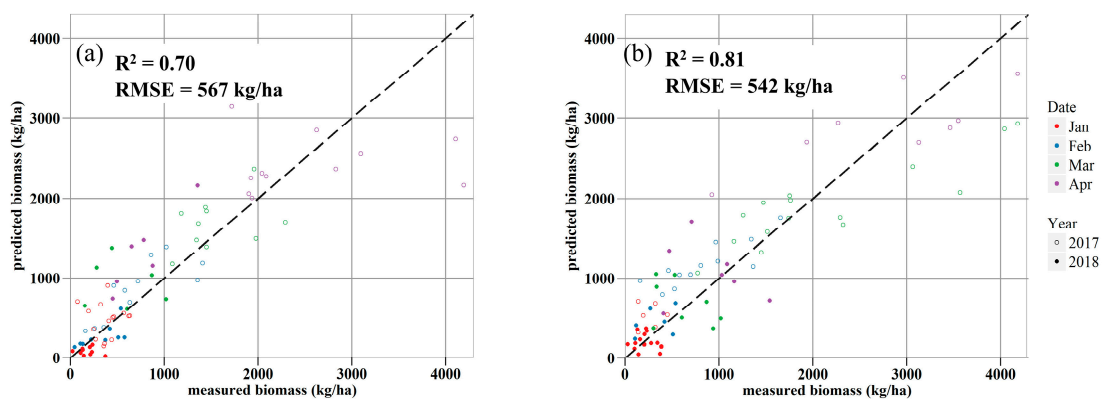 (a)
R² = 0.70
RMSE = 567 kg/ha
predicted biomass (kg/ha)
4000
3000
2000
1000
0
0 1000 2000 3000 4000
measured biomass (kg/ha)
(b)
R² = 0.81
RMSE = 542 kg/ha
predicted biomass (kg/ha)
4000
3000
2000
1000
0
0 1000 2000 3000 4000
measured biomass (kg/ha)
Date
Jan
Feb
Mar
Apr
Year
2017
2018